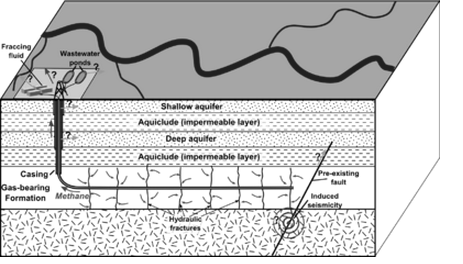 Fraccing
fluid
Wastewater
ponds
?
?
?
?
Shallow aquifer
Aquiclude (impermeable layer)
Deep aquifer
Aquiclude (impermeable layer)
?
Casing
Gas-bearing
Formation
Methane
Pre-existing
fault
Induced
seismicity
Hydraulic
fractures